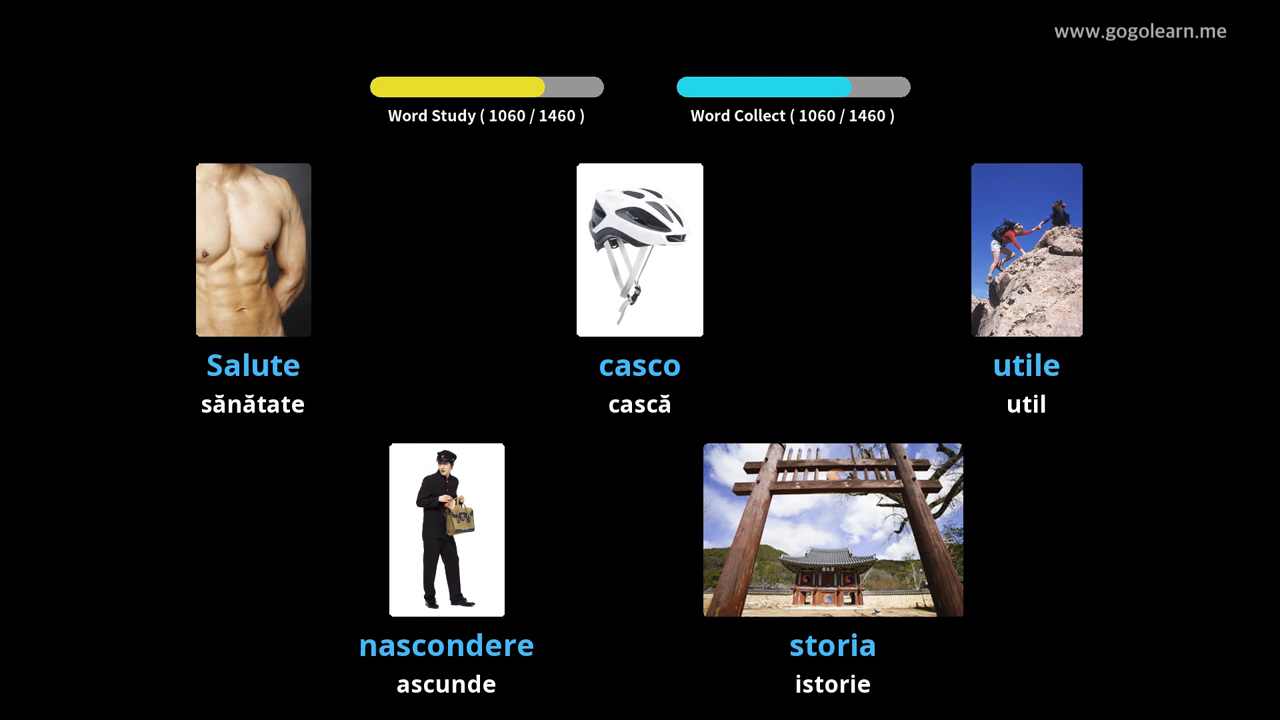 www.gogolearn.me
Word Study ( 1060 / 1460 )
Word Collect ( 1060 / 1460 )
Salute
sănătate
casco
cască
utile
util
nascondere
ascunde
storia
istorie